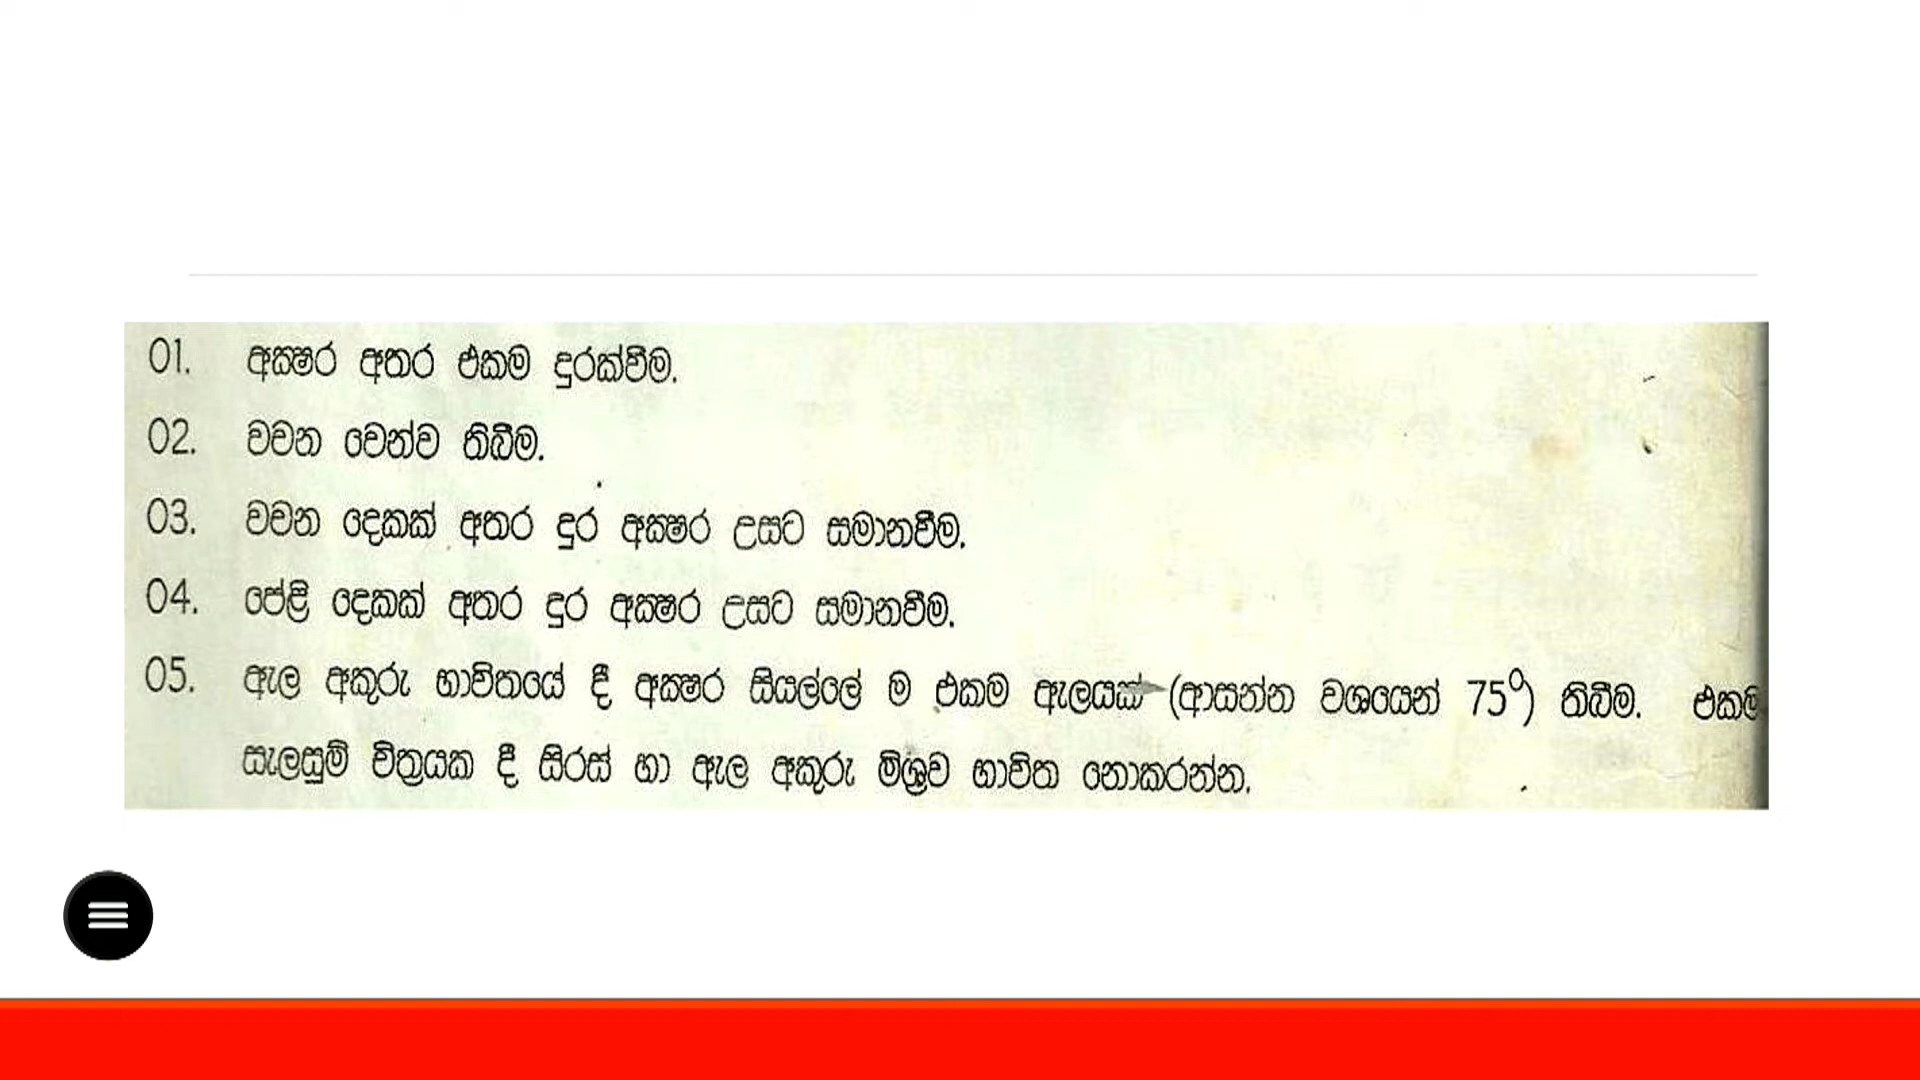 01. අක්‍ෂර අතර එකම දුරක්වීම.
02. වචන වෙන්ව තිබීම.
03. වචන දෙකක් අතර දුර අක්‍ෂර උසට සමානවීම.
04. පේළි දෙකක් අතර දුර අක්‍ෂර උසට සමානවීම.
05. ඇල අකුරු භාවිතයේ දී අක්‍ෂර සියල්ලේ ම එකම ඇලයක් (ආසන්න වශයෙන් 75°) තිබීම.
සැලසුම් චිත්‍රයක දී සිරස් හා ඇල අකුරු මිශ්‍රව භාවිත නොකරන්න.